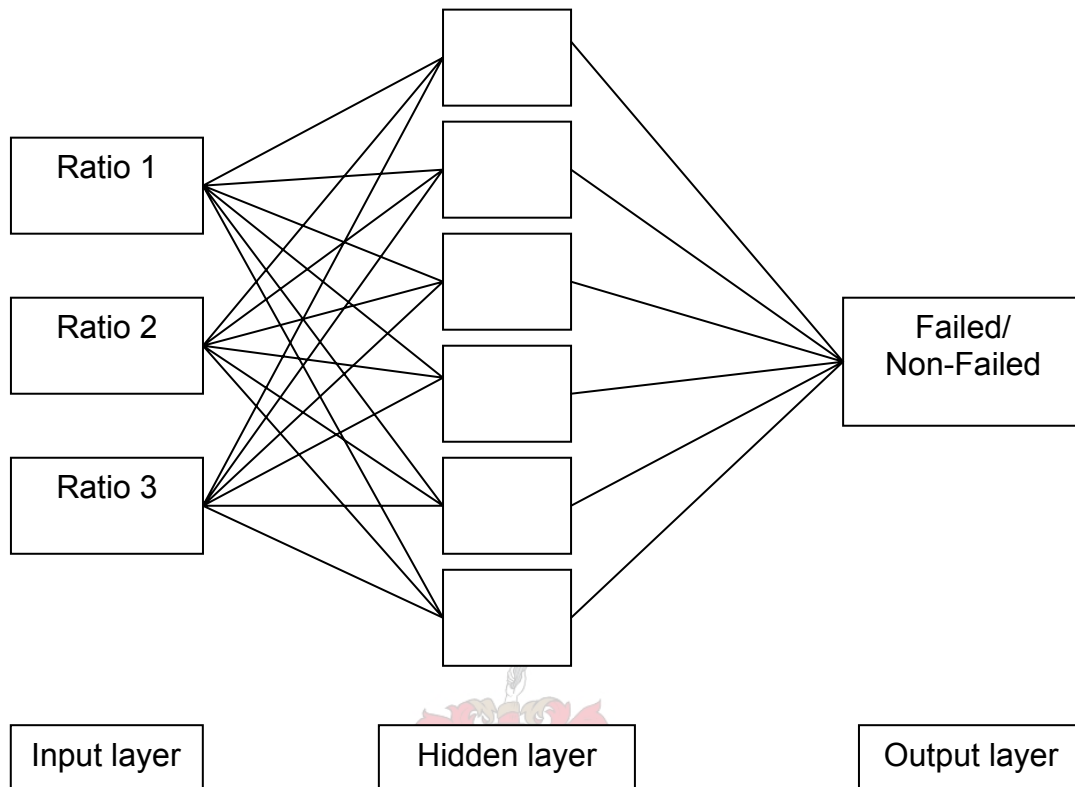 Ratio 1
Ratio 2
Ratio 3
Failed/
Non-Failed
Input layer
Hidden layer
Output layer